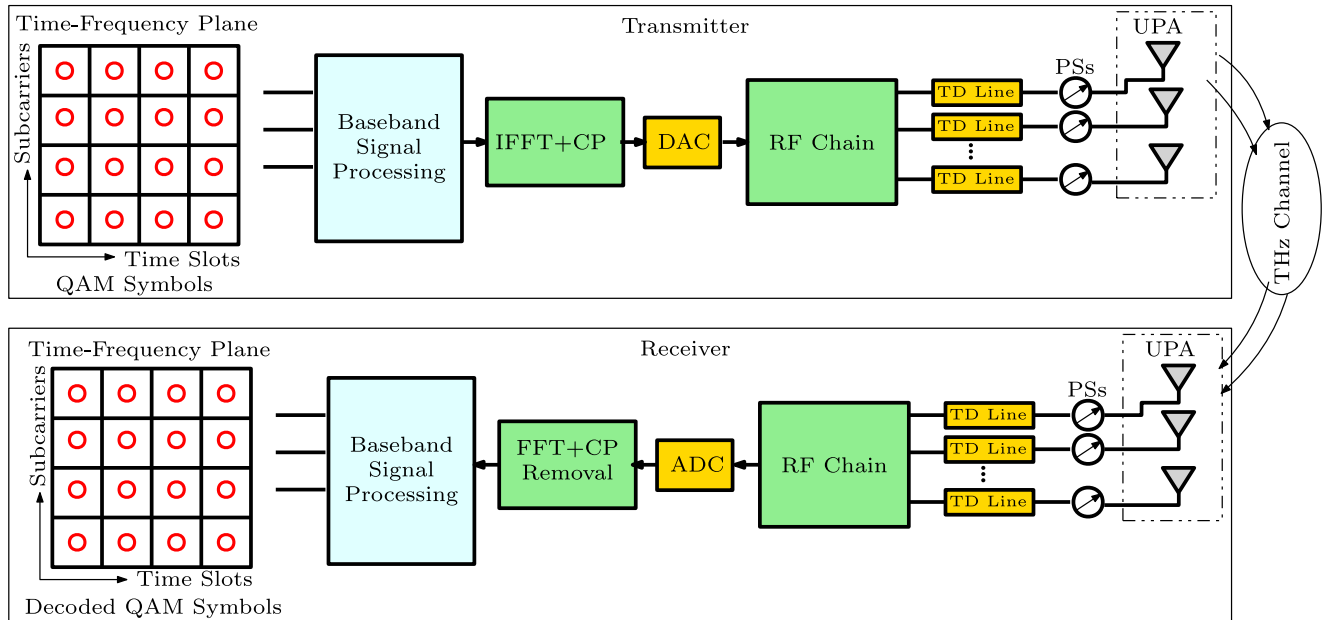 Transmitter
Time-Frequency Plane
Subcarriers
Time Slots
QAM Symbols
Baseband
Signal
Processing
IFFT+CP
DAC
RF Chain
TD Line
TD Line
TD Line
PSs
UPA
THz Channel
Receiver
Time-Frequency Plane
Subcarriers
Time Slots
Decoded QAM Symbols
Baseband
Signal
Processing
FFT+CP
Removal
ADC
RF Chain
TD Line
TD Line
TD Line
PSs
UPA